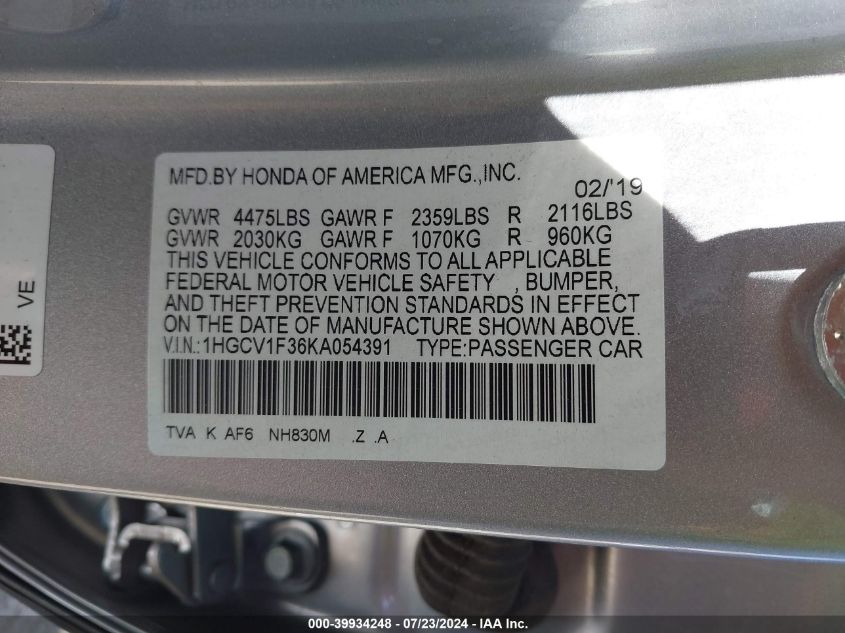 MFD.BY HONDA OF AMERICA MFG.,INC. 02/'19
GVWR 4475LBS GAWR F 2359LBS R 2116LBS
GVWR 2030KG GAWR F 1070KG R 960KG
THIS VEHICLE CONFORMS TO ALL APPLICABLE
FEDERAL MOTOR VEHICLE SAFETY , BUMPER,
AND THEFT PREVENTION STANDARDS IN EFFECT
ON THE DATE OF MANUFACTURE SHOWN ABOVE.
V.I.N.:1HGCV1F36KA054391 TYPE:PASSENGER CAR
TVA K AF6 NH830M .Z .A
VE
000-39934248 - 07/23/2024 - IAA Inc.